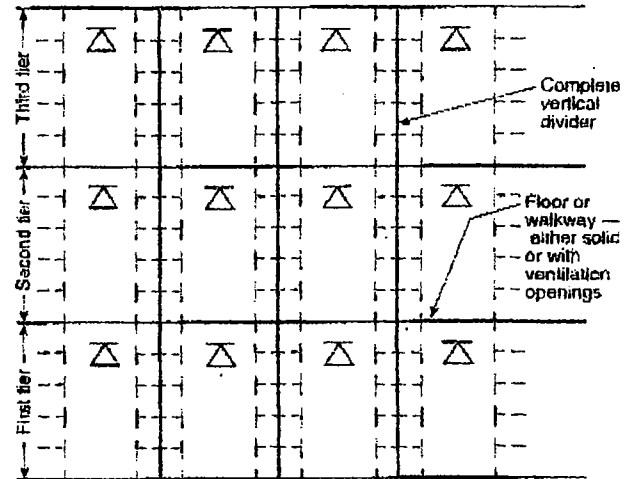 Third tier
Second tier
First tier
Complete
vertical
divider
Floor or
walkway —
either solid
or with
ventilation
openings